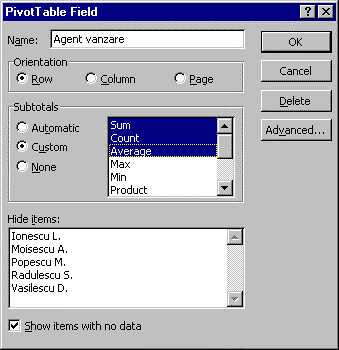 PivotTable Field
Name: Agent vanzare
OK
Orientation
Row Column Page
Cancel
Delete
Subtotals
Automatic
Custom
None
Sum
Count
Average
Max
Min
Product
Advanced...
Hide items:
Ionescu L.
Moisescu A.
Popescu M.
Radulescu S.
Vasilescu D.
Show items with no data